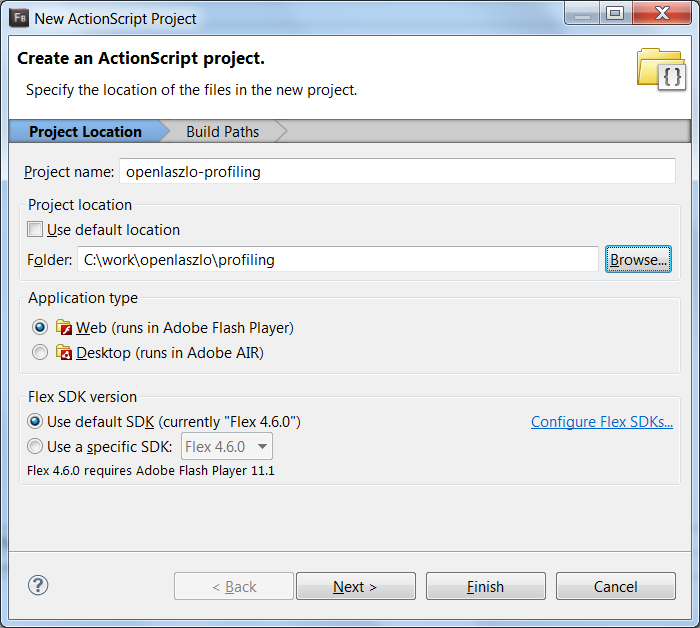 Fb New ActionScript Project
Create an ActionScript project.
Specify the location of the files in the new project.
Project Location Build Paths
Project name: openlaszlo-profiling
Project location
Use default location
Folder: C:\work\openlaszlo\profiling Browse...
Application type
Web (runs in Adobe Flash Player)
Desktop (runs in Adobe AIR)
Flex SDK version
Use default SDK (currently "Flex 4.6.0") Configure Flex SDKs...
Use a specific SDK: Flex 4.6.0
Flex 4.6.0 requires Adobe Flash Player 11.1
? < Back Next > Finish Cancel